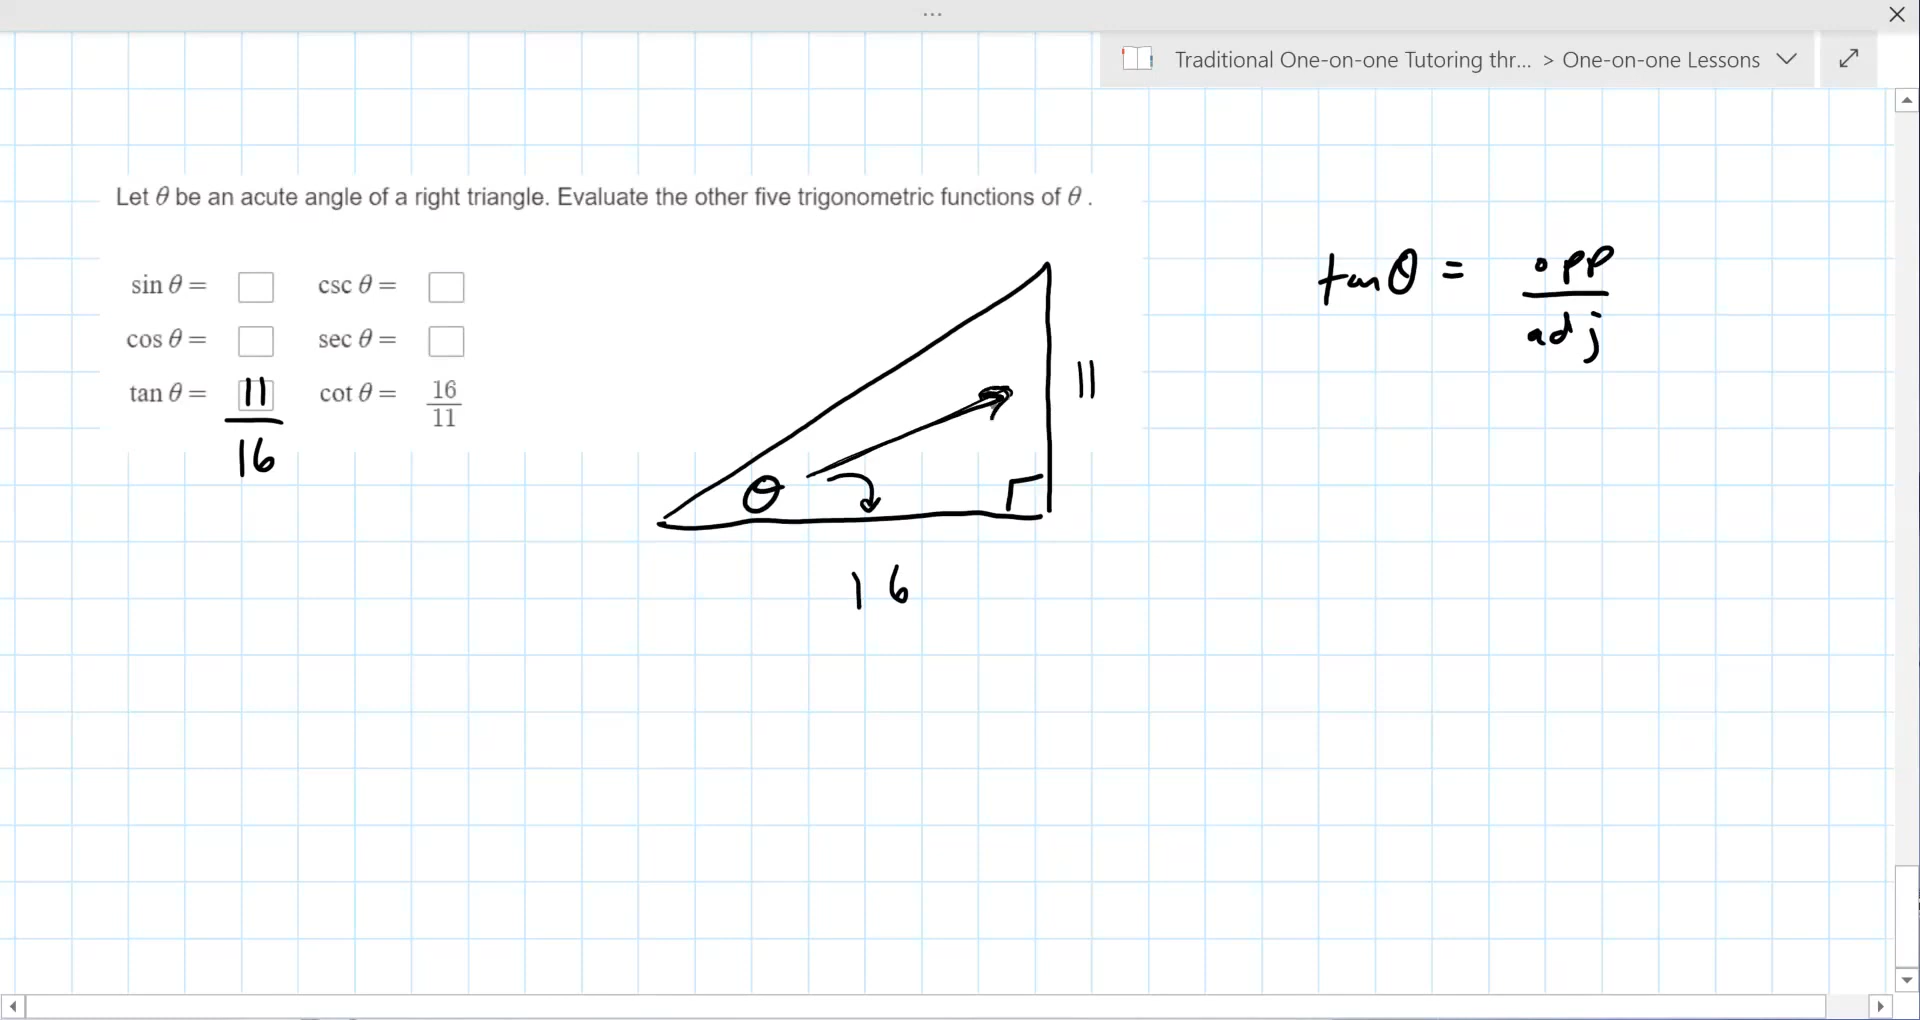 ...
Traditional One-on-one Tutoring thr... > One-on-one Lessons
Let θ be an acute angle of a right triangle. Evaluate the other five trigonometric functions of θ .
sin θ = csc θ =
cos θ = sec θ =
tan θ = 11/16 cot θ = 16/11
θ
11
16
tan θ = opp/adj